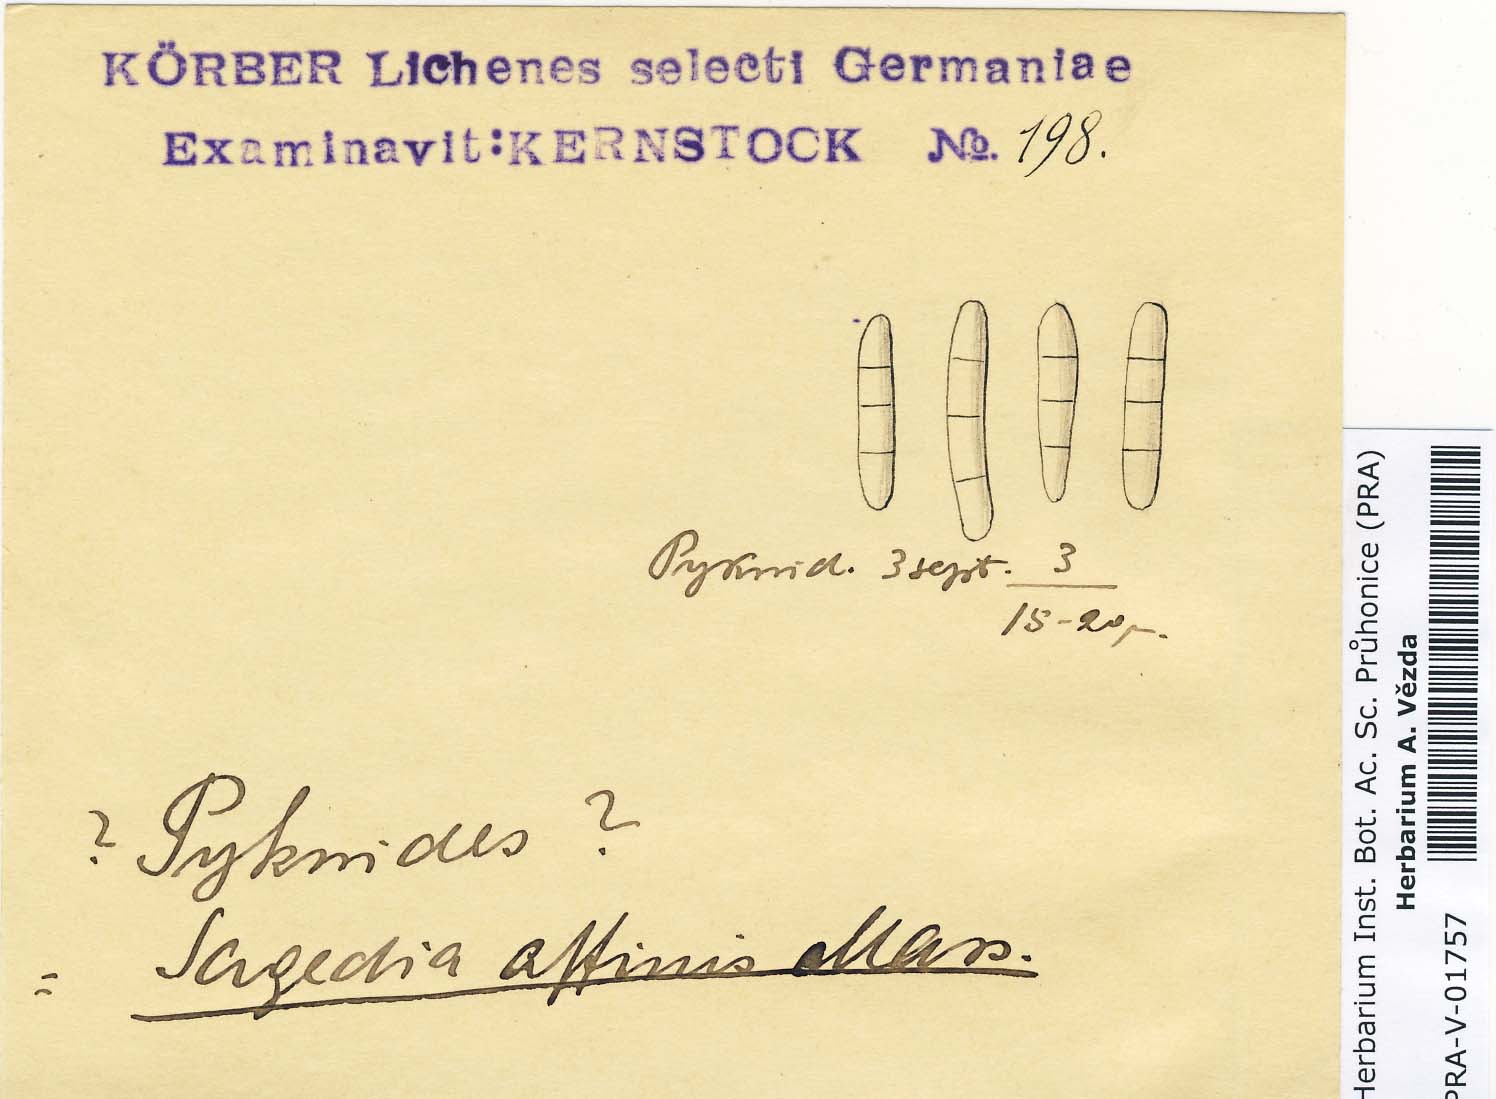 KÖRBER Lichenes selecti Germaniae
Examinavit: KERNSTOCK No. 198.
Pyknid. 3 sept. 3
15-20 µ.
? Pyknides ?
= Sagedia affinis Mass.
Herbarium Inst. Bot. Ac. Sc. Průhonice (PRA)
Herbarium A. Vězda
PRA-V-01757